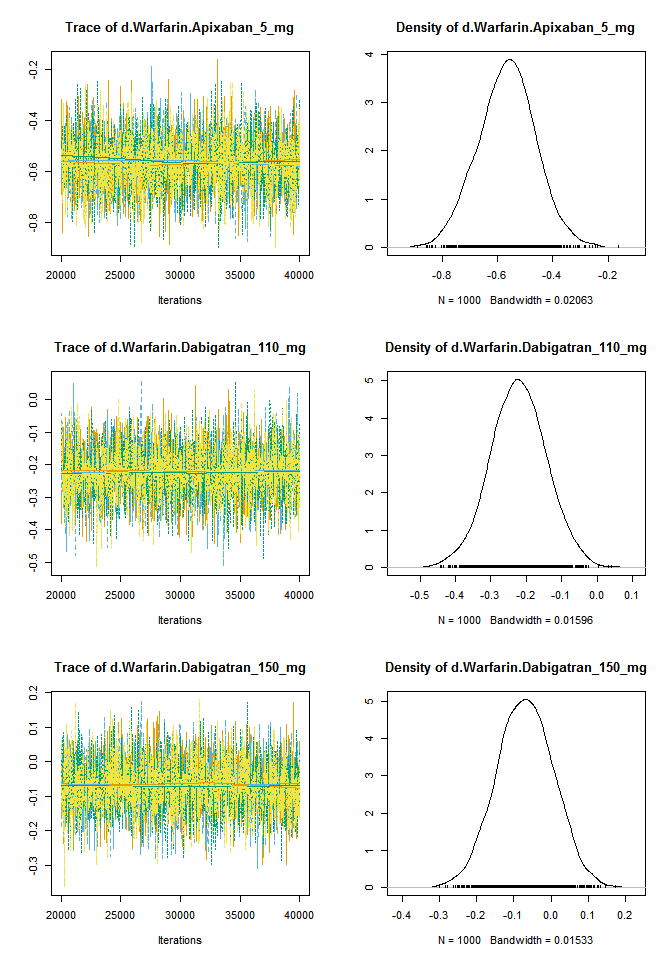 Trace of d.Warfarin.Apixaban_5_mg
-0.2
-0.4
-0.6
-0.8
20000 25000 30000 35000 40000
Iterations
Density of d.Warfarin.Apixaban_5_mg
4
3
2
1
0
-0.8 -0.6 -0.4 -0.2
N = 1000 Bandwidth = 0.02063
Trace of d.Warfarin.Dabigatran_110_mg
0.0
-0.1
-0.2
-0.3
-0.4
-0.5
20000 25000 30000 35000 40000
Iterations
Density of d.Warfarin.Dabigatran_110_mg
5
4
3
2
1
0
-0.5 -0.4 -0.3 -0.2 -0.1 0.0 0.1
N = 1000 Bandwidth = 0.01596
Trace of d.Warfarin.Dabigatran_150_mg
0.2
0.1
0.0
-0.1
-0.2
-0.3
20000 25000 30000 35000 40000
Iterations
Density of d.Warfarin.Dabigatran_150_mg
5
4
3
2
1
0
-0.4 -0.3 -0.2 -0.1 0.0 0.1 0.2
N = 1000 Bandwidth = 0.01533